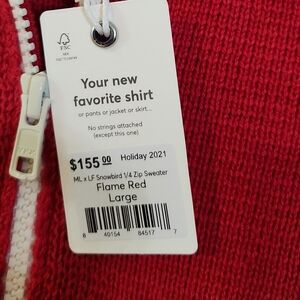 FSC
Your new
favorite shirt
or pants or jacket or skirt...
No strings attached
(except this one)
$155.00 Holiday 2021
ML x LF Snowbird 1/4 Zip Sweater
Flame Red
Large
8 40154 84517 7